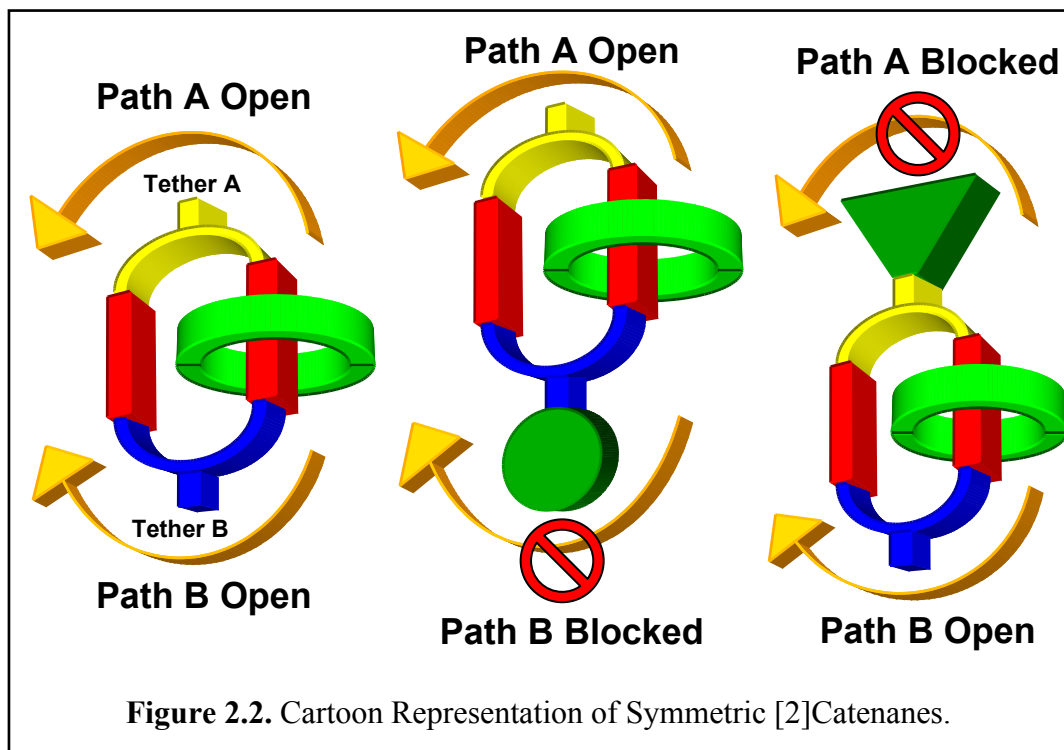 Path A Open
Tether A
Tether B
Path B Open
Path A Open
Path B Blocked
Path A Blocked
Path B Open
Figure 2.2. Cartoon Representation of Symmetric [2]Catenanes.